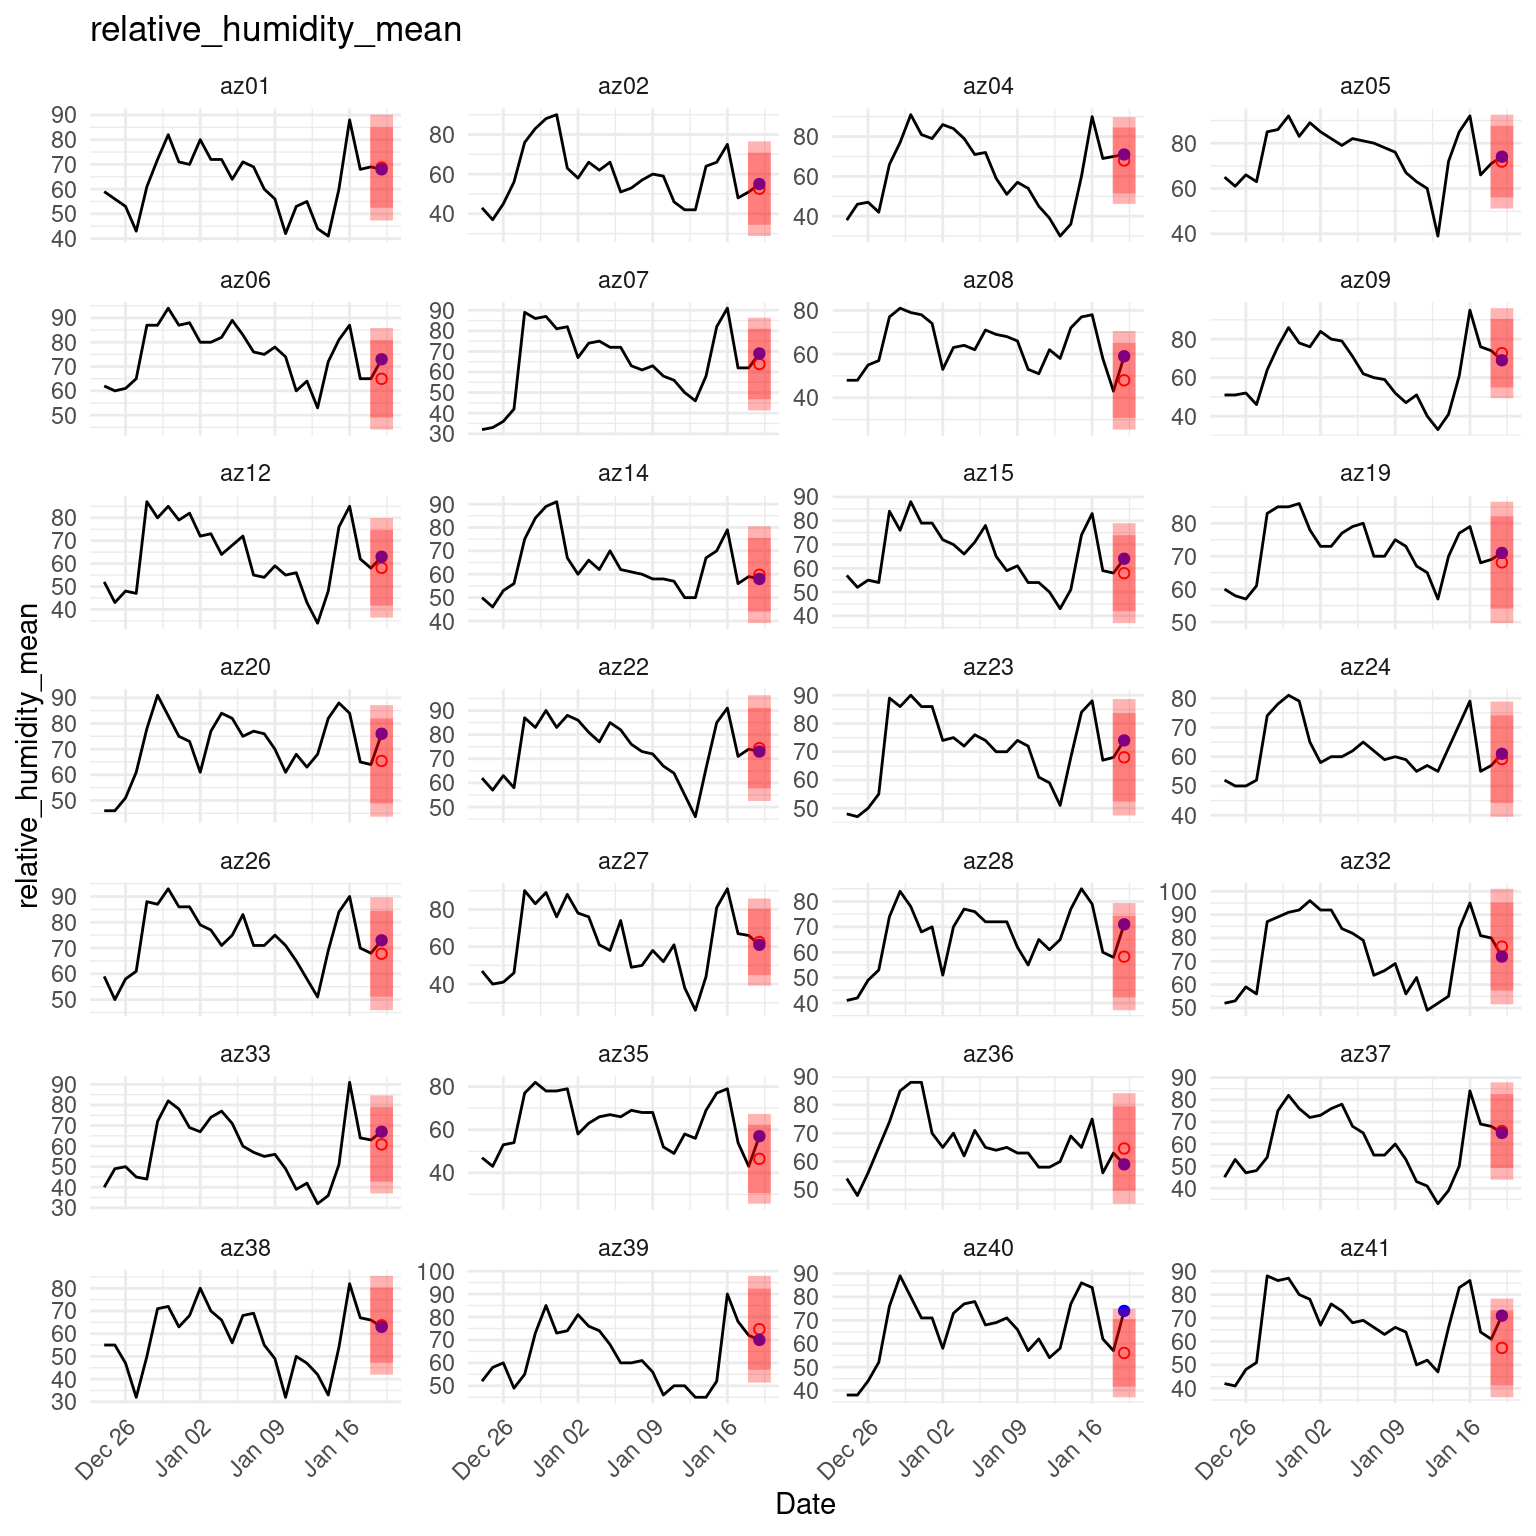 relative_humidity_mean
az01 az02 az04 az05
90 80 70 60 50 40
80 60 40
80 60 40
80 60 40
az06 az07 az08 az09
90 80 70 60 50
90 80 70 60 50 40 30
80 60 40
80 60 40
az12 az14 az15 az19
80 70 60 50 40
90 80 70 60 50 40
90 80 70 60 50 40
80 70 60 50
relative_humidity_mean
az20 az22 az23 az24
90 80 70 60 50
90 80 70 60 50
90 80 70 60 50
80 70 60 50 40
az26 az27 az28 az32
90 80 70 60 50
80 60 40
80 70 60 50 40
100 90 80 70 60 50
az33 az35 az36 az37
90 80 70 60 50 40 30
80 60 40
90 80 70 60 50
90 80 70 60 50 40
az38 az39 az40 az41
80 70 60 50 40 30
100 90 80 70 60 50
90 80 70 60 50 40
90 80 70 60 50 40
Dec 26 Jan 02 Jan 09 Jan 16 Dec 26 Jan 02 Jan 09 Jan 16 Dec 26 Jan 02 Jan 09 Jan 16 Dec 26 Jan 02 Jan 09 Jan 16
Date